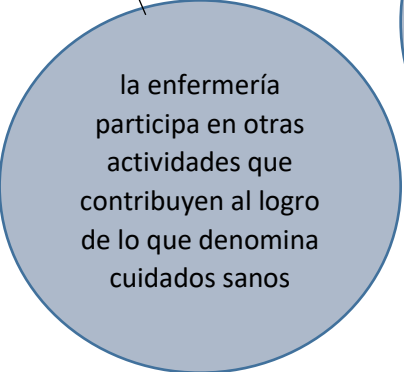 la enfermería
participa en otras
actividades que
contribuyen al logro
de lo que denomina
cuidados sanos